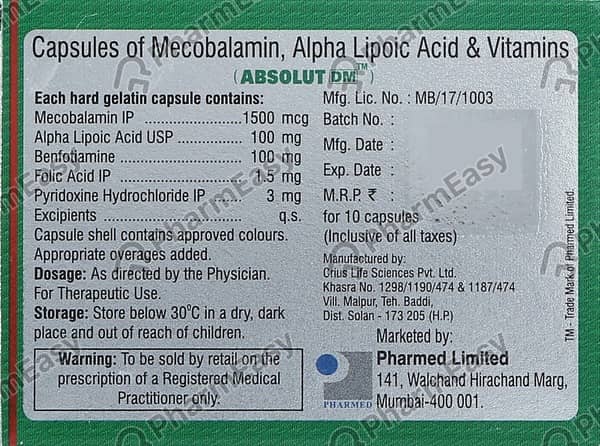 Capsules of Mecobalamin, Alpha Lipoic Acid & Vitamins
(ABSOLUT DM™)
Each hard gelatin capsule contains:
Mecobalamin IP ........................ 1500 mcg
Alpha Lipoic Acid USP ............... 100 mg
Benfotiamine ............................ 100 mg
Folic Acid IP .............................. 1.5 mg
Pyridoxine Hydrochloride IP ...... 3 mg
Excipients q.s.
Capsule shell contains approved colours.
Appropriate overages added.
Dosage: As directed by the Physician.
For Therapeutic Use.
Storage: Store below 30°C in a dry, dark
place and out of reach of children.
Warning: To be sold by retail on the
prescription of a Registered Medical
Practitioner only.
Mfg. Lic. No. : MB/17/1003
Batch No. :
Mfg. Date :
Exp. Date :
M.R.P. ₹ :
for 10 capsules
(Inclusive of all taxes)
Manufactured by:
Orius Life Sciences Pvt. Ltd.
Khasra No. 1298/1190/474 & 1187/474
Vill. Malpur, Teh. Baddi,
Dist. Solan - 173 205 (H.P.)
Marketed by:
Pharmed Limited
141, Walchand Hirachand Marg,
Mumbai-400 001.
PHARMED
TM - Trade Mark of Pharmed Limited.
PharmEasy